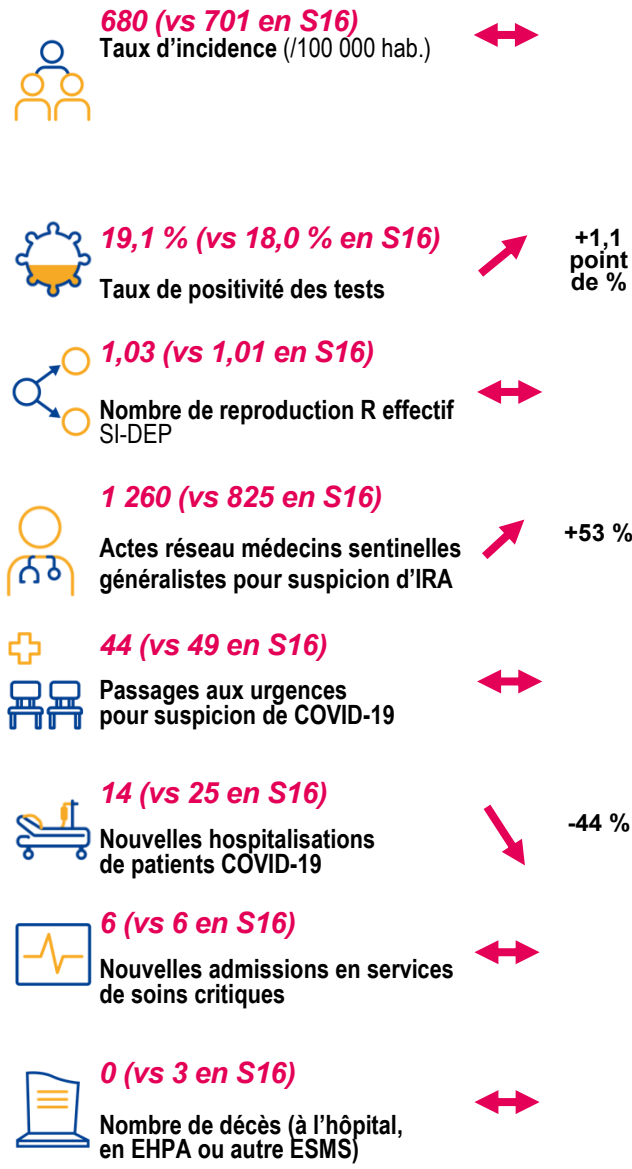 680 (vs 701 en S16)
Taux d'incidence (/100 000 hab.)
19,1 % (vs 18,0 % en S16)
Taux de positivité des tests
+1,1
point
de %
1,03 (vs 1,01 en S16)
Nombre de reproduction R effectif
SI-DEP
1 260 (vs 825 en S16)
Actes réseau médecins sentinelles
généralistes pour suspicion d'IRA
+53 %
44 (vs 49 en S16)
Passages aux urgences
pour suspicion de COVID-19
14 (vs 25 en S16)
Nouvelles hospitalisations
de patients COVID-19
-44 %
6 (vs 6 en S16)
Nouvelles admissions en services
de soins critiques
0 (vs 3 en S16)
Nombre de décès (à l'hôpital,
en EHPA ou autre ESMS)